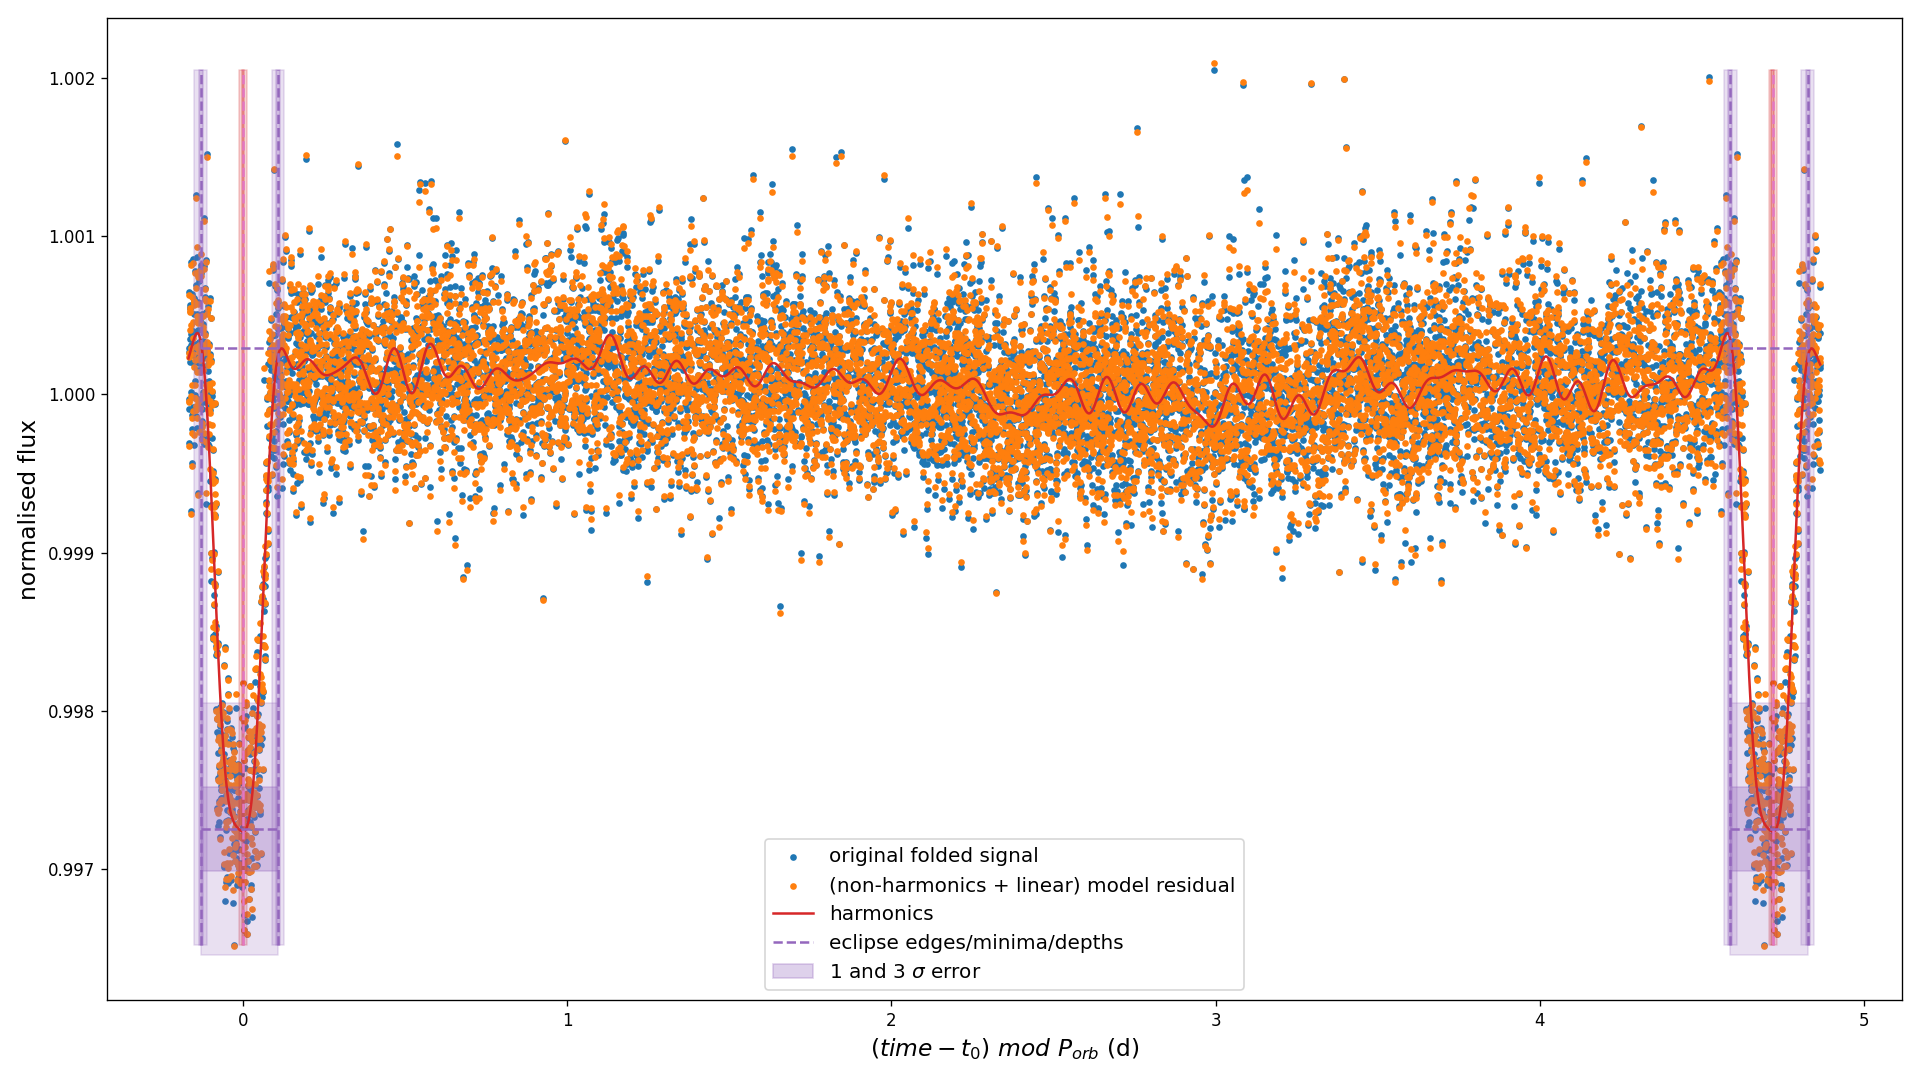 normalised flux
1.002
1.001
1.000
0.999
0.998
0.997
original folded signal
(non-harmonics + linear) model residual
harmonics
eclipse edges/minima/depths
1 and 3 σ error
0 1 2 3 4 5
(time − t₀) mod Pₒᵣᵦ (d)